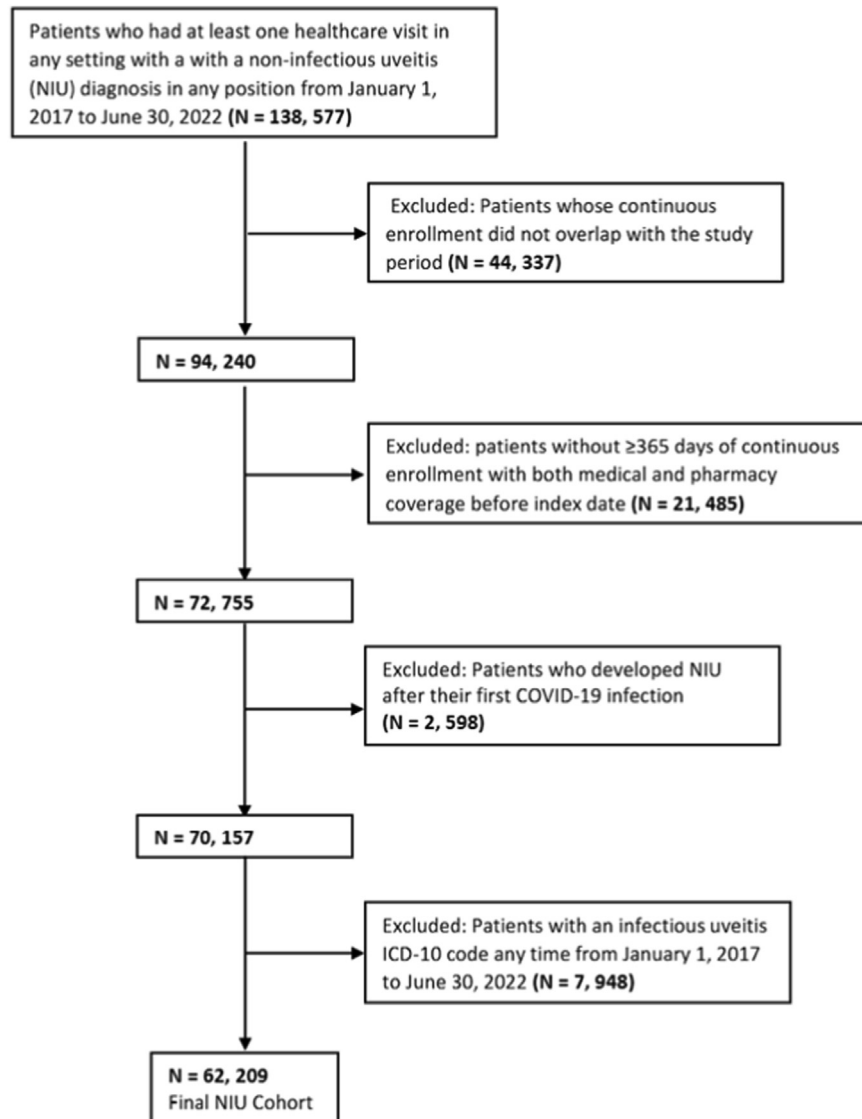 Patients who had at least one healthcare visit in
any setting with a with a non-infectious uveitis
(NIU) diagnosis in any position from January 1,
2017 to June 30, 2022 (N = 138, 577)
Excluded: Patients whose continuous
enrollment did not overlap with the study
period (N = 44, 337)
N = 94, 240
Excluded: patients without ≥365 days of continuous
enrollment with both medical and pharmacy
coverage before index date (N = 21, 485)
N = 72, 755
Excluded: Patients who developed NIU
after their first COVID-19 infection
(N = 2, 598)
N = 70, 157
Excluded: Patients with an infectious uveitis
ICD-10 code any time from January 1, 2017
to June 30, 2022 (N = 7, 948)
N = 62, 209
Final NIU Cohort